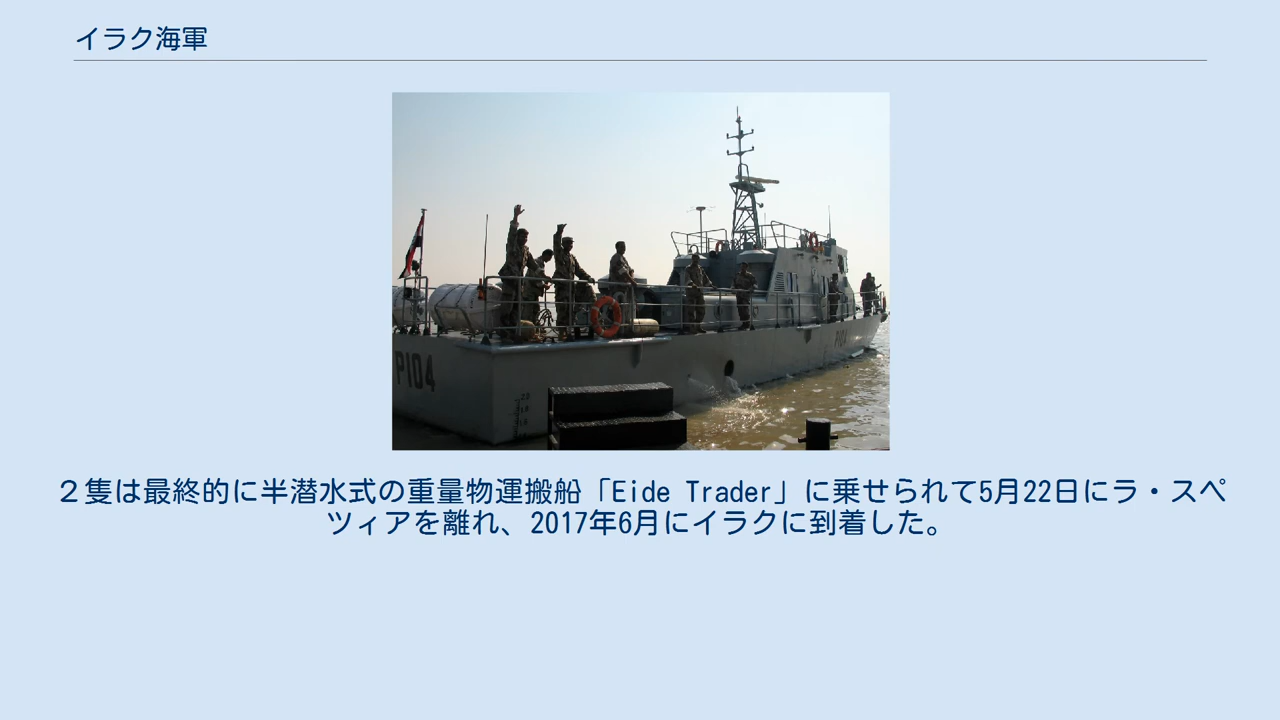 イラク海軍
P104
P104
２隻は最終的に半潜水式の重量物運搬船「Eide Trader」に乗せられて5月22日にラ・スペ
ツィアを離れ、2017年6月にイラクに到着した。